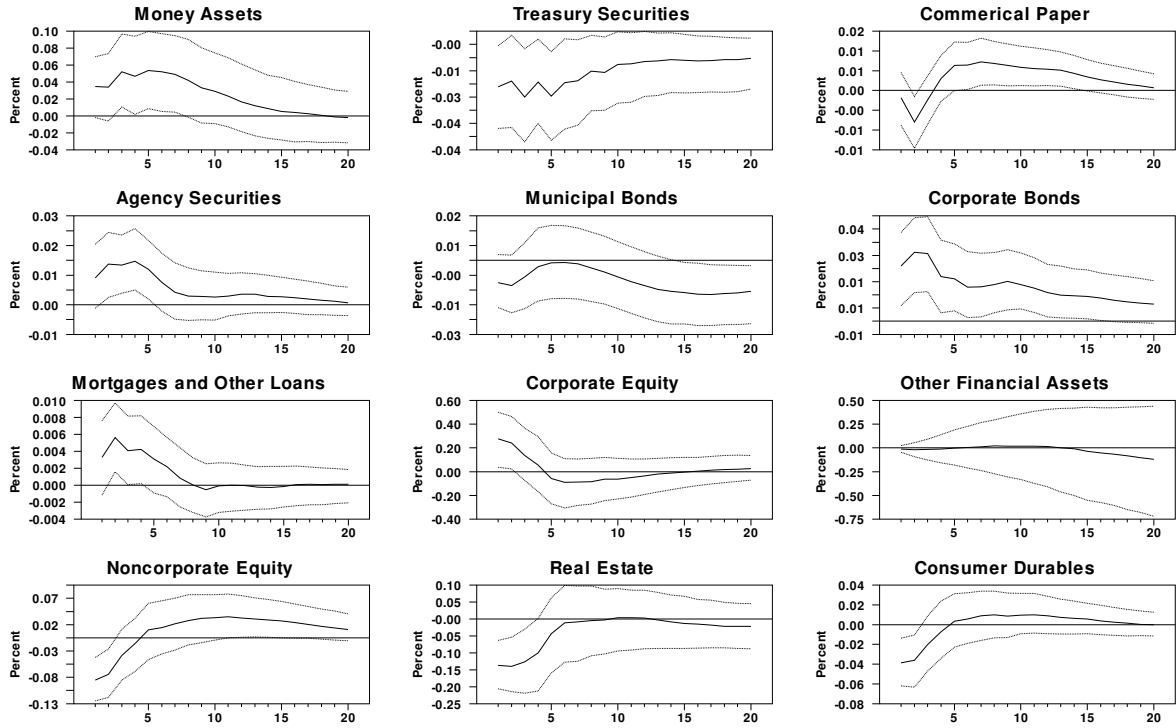 Money Assets
Percent
0.10
0.08
0.06
0.04
0.02
0.00
-0.02
-0.04
5 10 15 20
Treasury Securities
Percent
-0.00
-0.01
-0.03
-0.04
-0.04
5 10 15 20
Commerical Paper
Percent
0.02
0.01
0.01
0.00
-0.00
-0.01
-0.01
5 10 15 20
Agency Securities
Percent
0.03
0.02
0.01
0.00
-0.01
5 10 15 20
Municipal Bonds
Percent
0.02
0.00
-0.00
-0.01
-0.03
5 10 15 20
Corporate Bonds
Percent
0.04
0.03
0.01
0.01
-0.01
5 10 15 20
Mortgages and Other Loans
Percent
0.010
0.008
0.006
0.004
0.002
0.000
-0.002
-0.004
5 10 15 20
Corporate Equity
Percent
0.60
0.40
0.20
0.00
-0.20
-0.40
5 10 15 20
Other Financial Assets
Percent
0.50
0.25
0.00
-0.25
-0.50
-0.75
5 10 15 20
Noncorporate Equity
Percent
0.07
0.02
-0.03
-0.08
-0.13
5 10 15 20
Real Estate
Percent
0.10
0.05
-0.00
-0.05
-0.10
-0.15
-0.20
-0.25
5 10 15 20
Consumer Durables
Percent
0.04
0.02
0.00
-0.02
-0.04
-0.06
-0.08
5 10 15 20